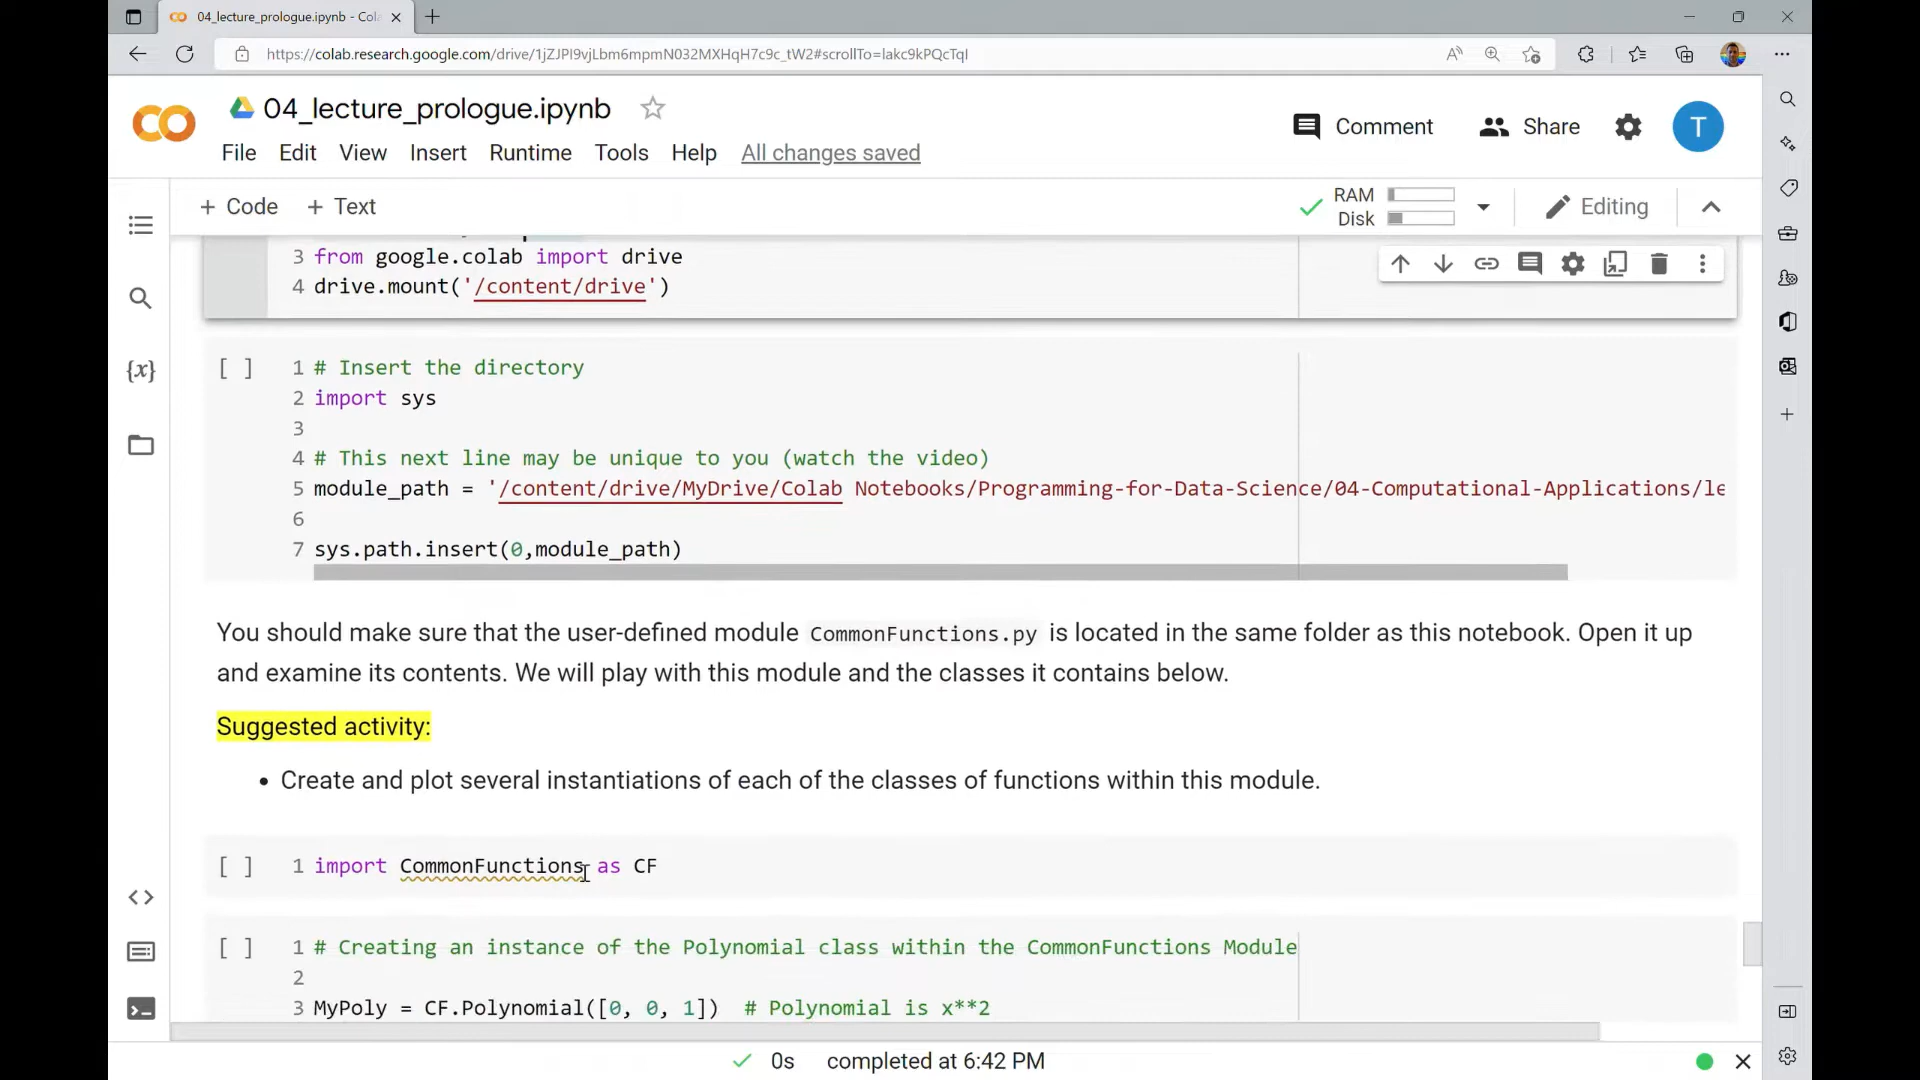 04_lecture_prologue.ipynb - Cola
https://colab.research.google.com/drive/1jZJPI9vjLbm6mpmN032MXHqH7c9c_tW2#scrollTo=lakc9kPQcTqI
04_lecture_prologue.ipynb
Comment
Share
T
File Edit View Insert Runtime Tools Help All changes saved
+ Code + Text
RAM
Disk
Editing
3 from google.colab import drive
4 drive.mount('/content/drive')
[ ] 1 # Insert the directory
2 import sys
3
4 # This next line may be unique to you (watch the video)
5 module_path = '/content/drive/MyDrive/Colab Notebooks/Programming-for-Data-Science/04-Computational-Applications/le
6
7 sys.path.insert(0,module_path)
You should make sure that the user-defined module CommonFunctions.py is located in the same folder as this notebook. Open it up
and examine its contents. We will play with this module and the classes it contains below.
Suggested activity:
• Create and plot several instantiations of each of the classes of functions within this module.
[ ] 1 import CommonFunctions as CF
[ ] 1 # Creating an instance of the Polynomial class within the CommonFunctions Module
2
3 MyPoly = CF.Polynomial([0, 0, 1]) # Polynomial is x**2
0s completed at 6:42 PM